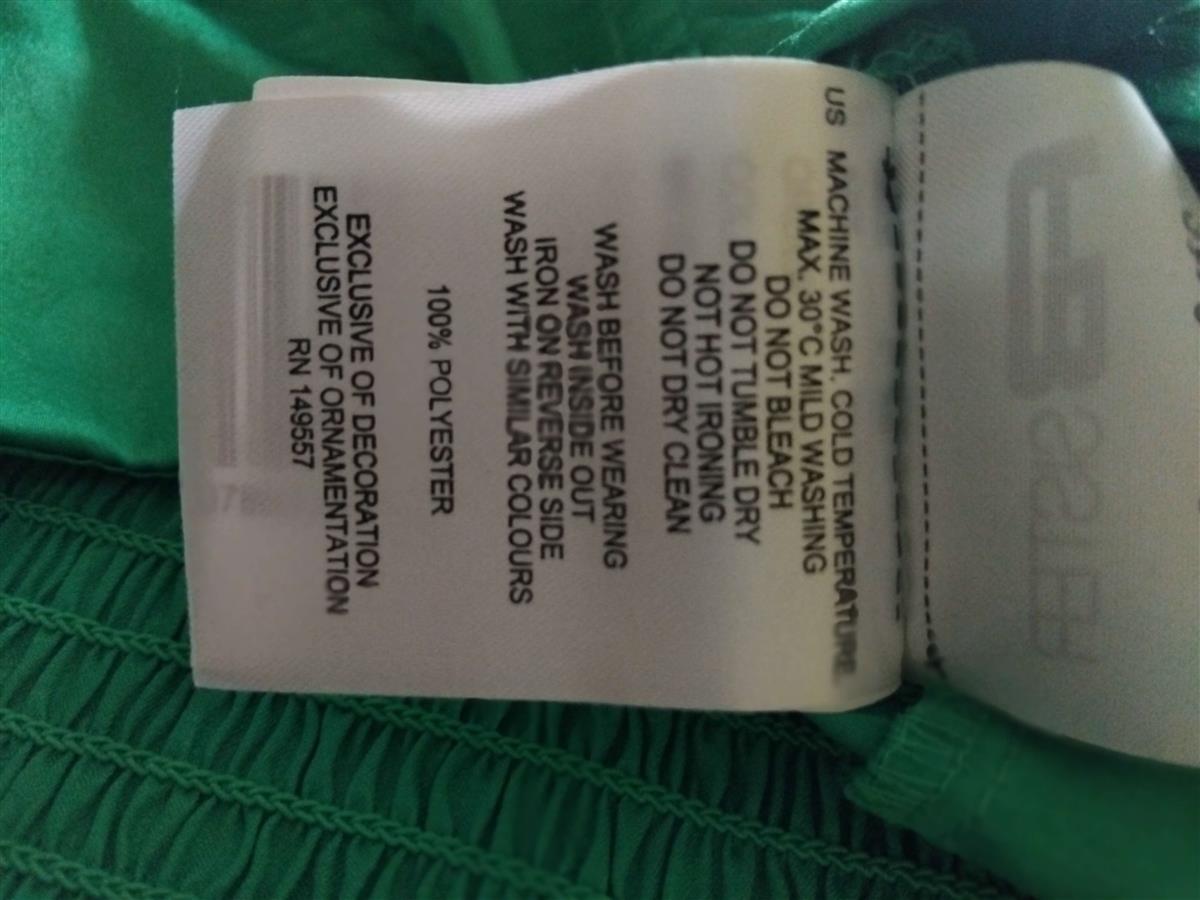 US MACHINE WASH, COLD TEMPERATURE
MAX. 30°C MILD WASHING
DO NOT BLEACH
DO NOT TUMBLE DRY
NOT HOT IRONING
DO NOT DRY CLEAN
WASH BEFORE WEARING
WASH INSIDE OUT
IRON ON REVERSE SIDE
WASH WITH SIMILAR COLOURS
100% POLYESTER
EXCLUSIVE OF DECORATION
EXCLUSIVE OF ORNAMENTATION
RN 149557